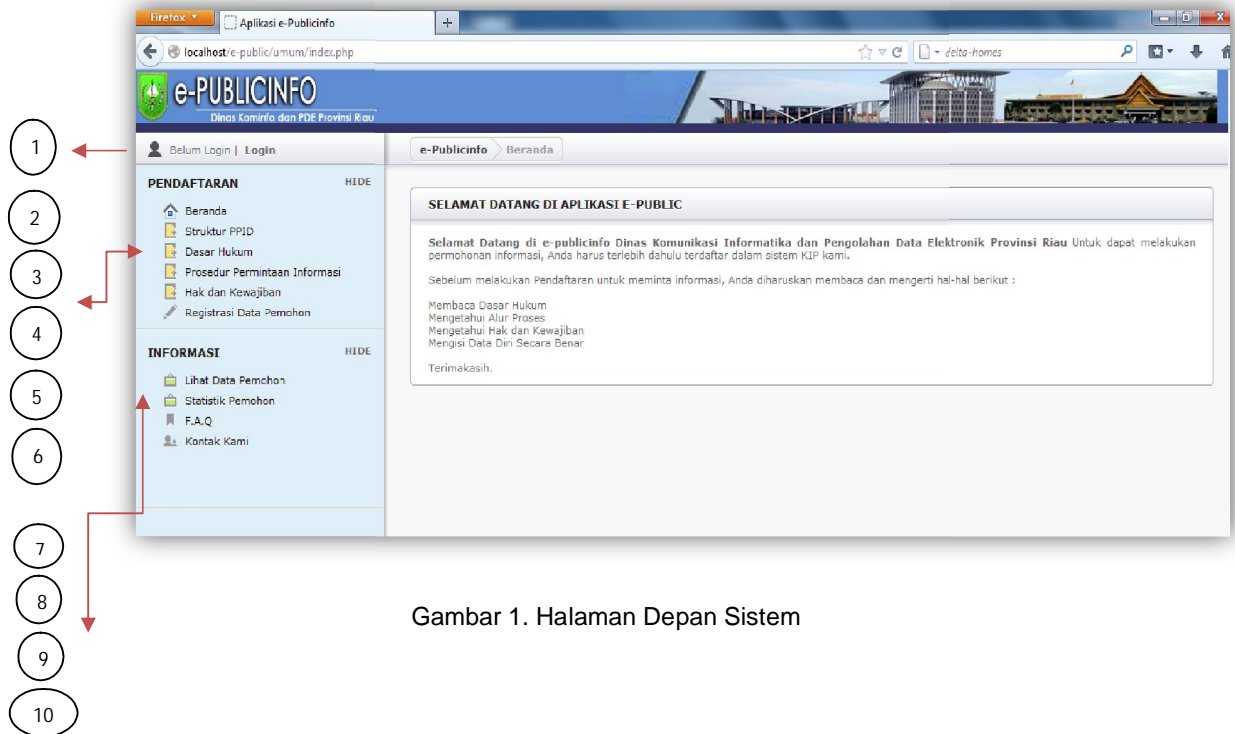 Firefox
Aplikasi e-Publicinfo
localhost/e-public/umum/index.php
delta-homes
e-PUBLICINFO
Dinas Kominfo dan PDE Provinsi Riau
Belum Login | Login
e-Publicinfo
Beranda
PENDAFTARAN HIDE
Beranda
Struktur PPID
Dasar Hukum
Prosedur Permintaan Informasi
Hak dan Kewajiban
Registrasi Data Pemohon
INFORMASI HIDE
Lihat Data Pemohon
Statistik Pemohon
F.A.Q
Kontak Kami
SELAMAT DATANG DI APLIKASI E-PUBLIC
Selamat Datang di e-publicinfo Dinas Komunikasi Informatika dan Pengolahan Data Elektronik Provinsi Riau Untuk dapat melakukan
permohonan informasi, Anda harus terlebih dahulu terdaftar dalam sistem KIP kami.
Sebelum melakukan Pendaftaran untuk meminta informasi, Anda diharuskan membaca dan mengerti hal-hal berikut :
Membaca Dasar Hukum
Mengetahui Alur Proses
Mengetahui Hak dan Kewajiban
Mengisi Data Diri Secara Benar
Terimakasih.
1
2
3
4
5
6
7
8
9
10
Gambar 1. Halaman Depan Sistem